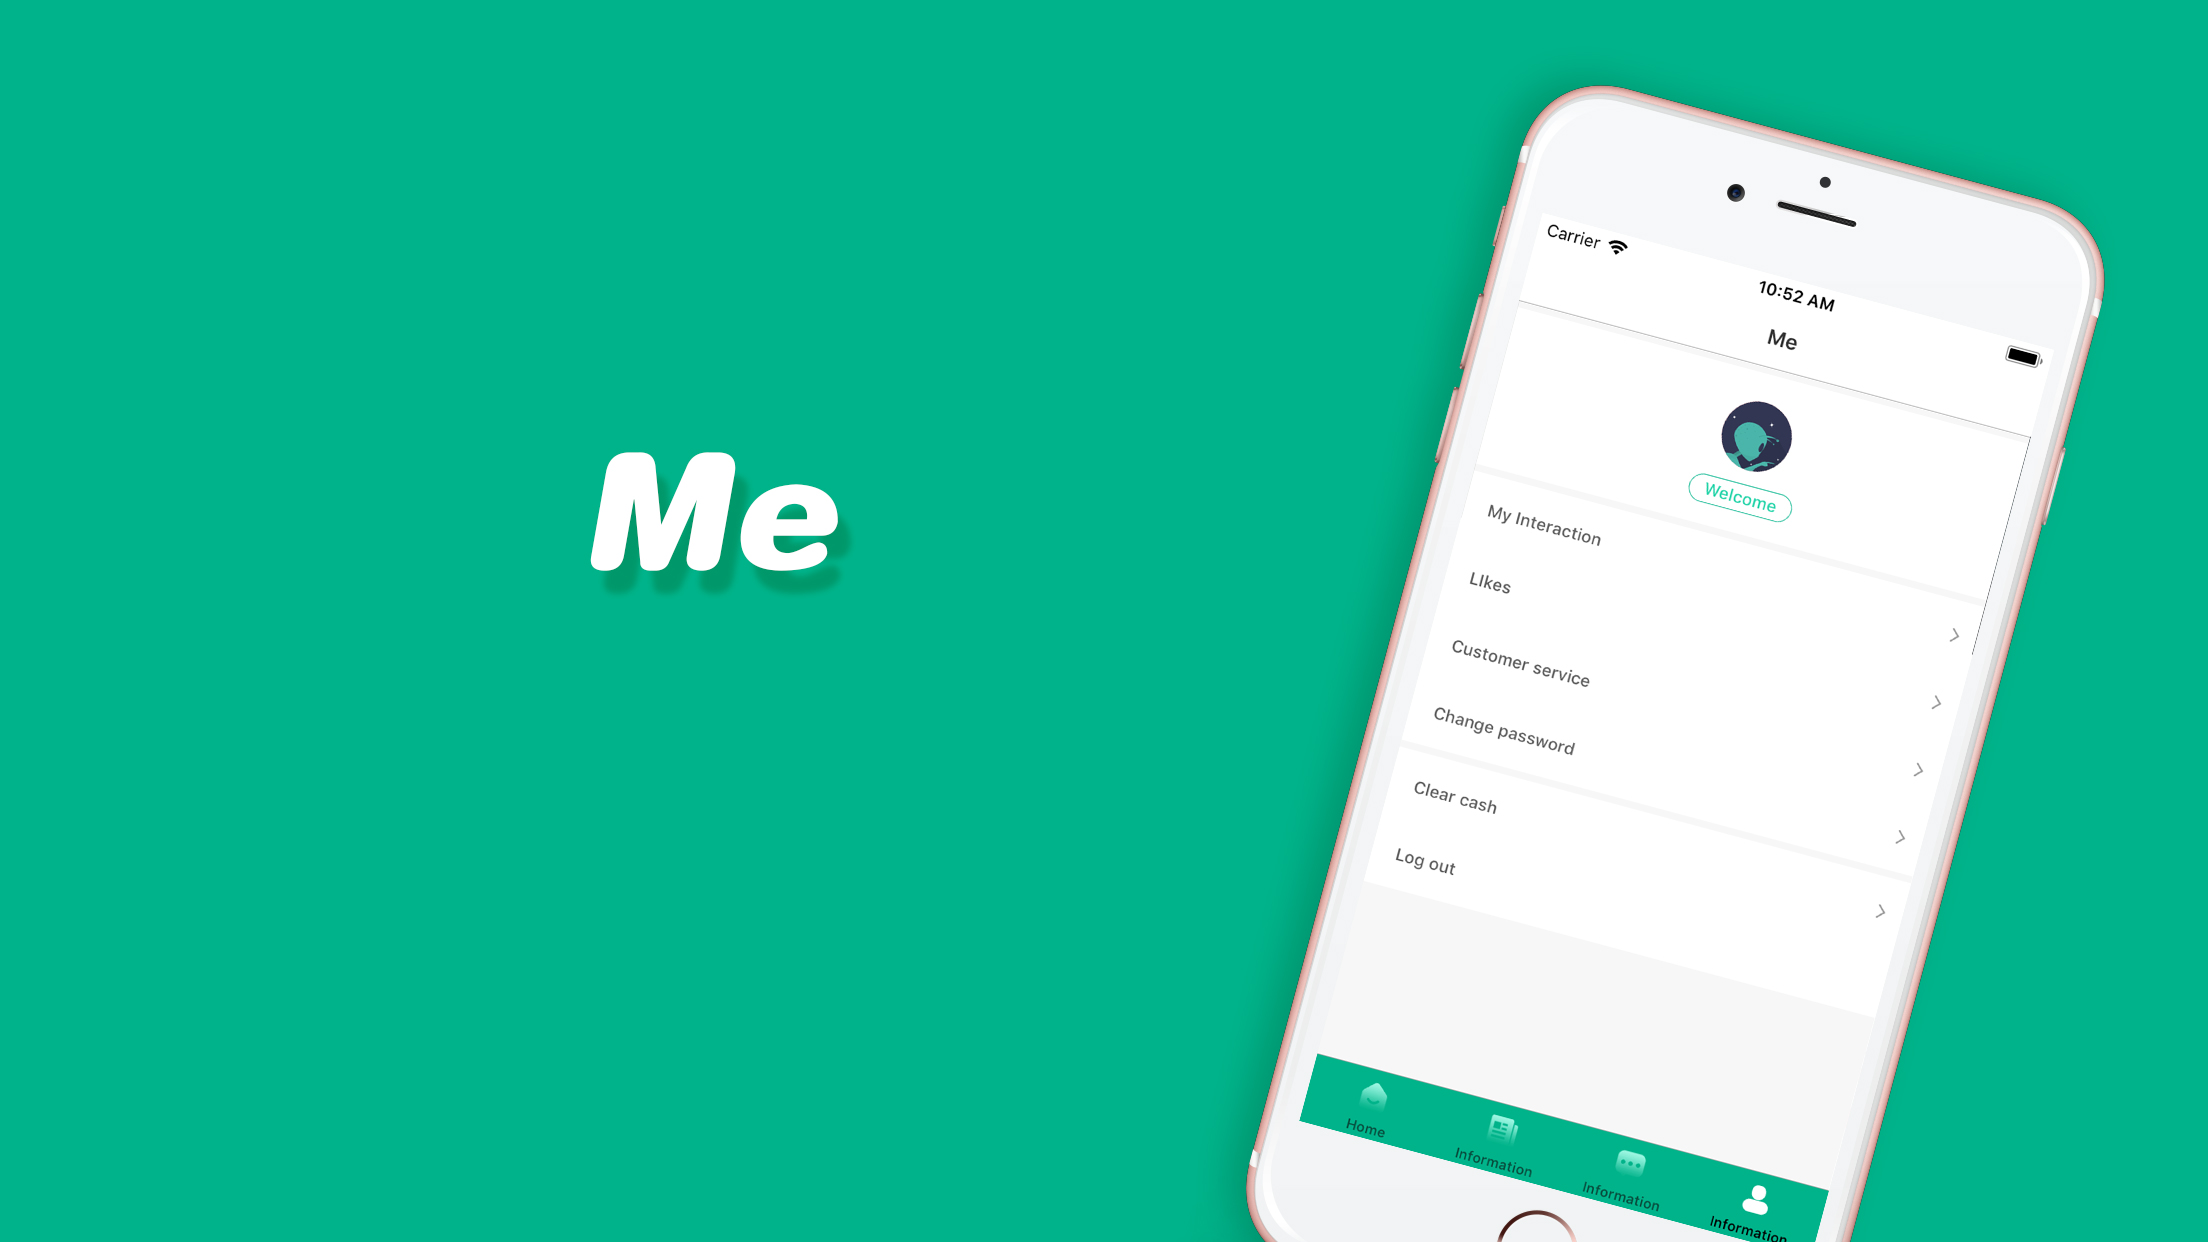 Me
Carrier
10:52 AM
Me
Welcome
My Interaction
LIkes
Customer service
Change password
Clear cash
Log out
Home
Information
Information
Information